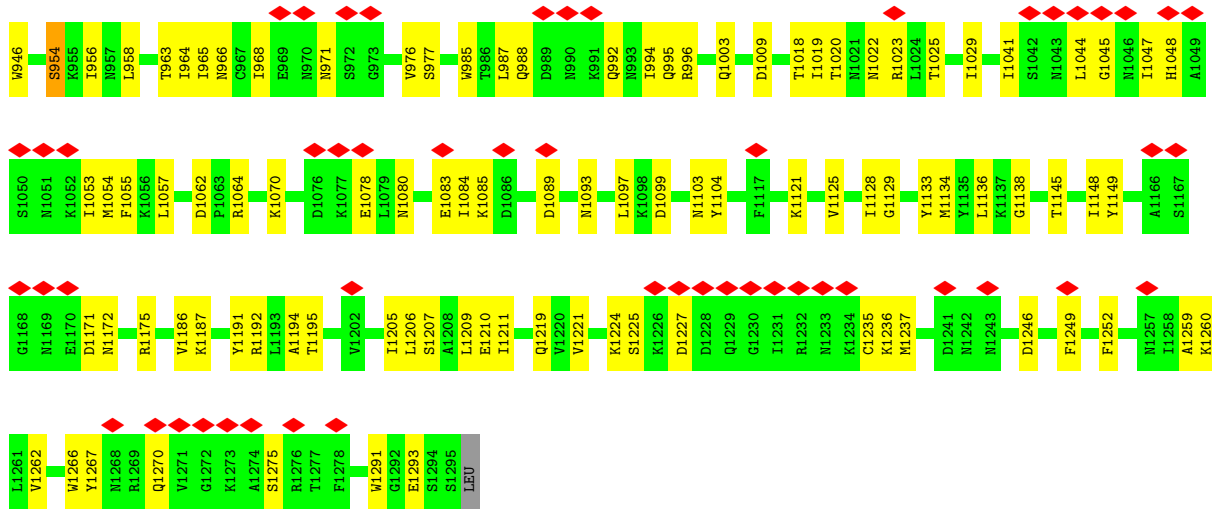 W946 S954 K955 I956 N957 L958 T963 I964 I965 N966 C967 I968 E969 N970 N971 S972 G973 V976 S977 W985 T986 L987 Q988 D989 N990 K991 Q992 N993 I994 Q995 R996 Q1003 D1009 T1018 I1019 T1020 N1021 N1022 R1023 L1024 T1025 I1029 I1041 S1042 N1043 L1044 G1045 N1046 I1047 H1048 A1049
S1050 N1051 K1052 I1053 M1054 F1055 K1056 L1057 D1062 P1063 R1064 K1070 D1076 K1077 E1078 L1079 N1080 E1083 I1084 K1085 D1086 D1089 N1093 L1097 K1098 D1099 N1103 Y1104 F1117 K1121 V1125 I1128 G1129 Y1133 M1134 Y1135 L1136 K1137 G1138 T1145 I1148 Y1149 A1166 S1167
G1168 N1169 E1170 D1171 N1172 R1175 V1186 K1187 Y1191 R1192 L1193 A1194 T1195 V1202 I1205 L1206 S1207 A1208 L1209 E1210 I1211 Q1219 V1220 V1221 K1224 S1225 K1226 D1227 D1228 Q1229 G1230 I1231 R1232 N1233 K1234 C1235 K1236 M1237 D1241 N1242 N1243 D1246 F1249 F1252 N1257 I1258 A1259 K1260
L1261 V1262 W1266 Y1267 N1268 R1269 Q1270 V1271 G1272 K1273 A1274 S1275 R1276 T1277 F1278 W1291 G1292 E1293 S1294 S1295 LEU